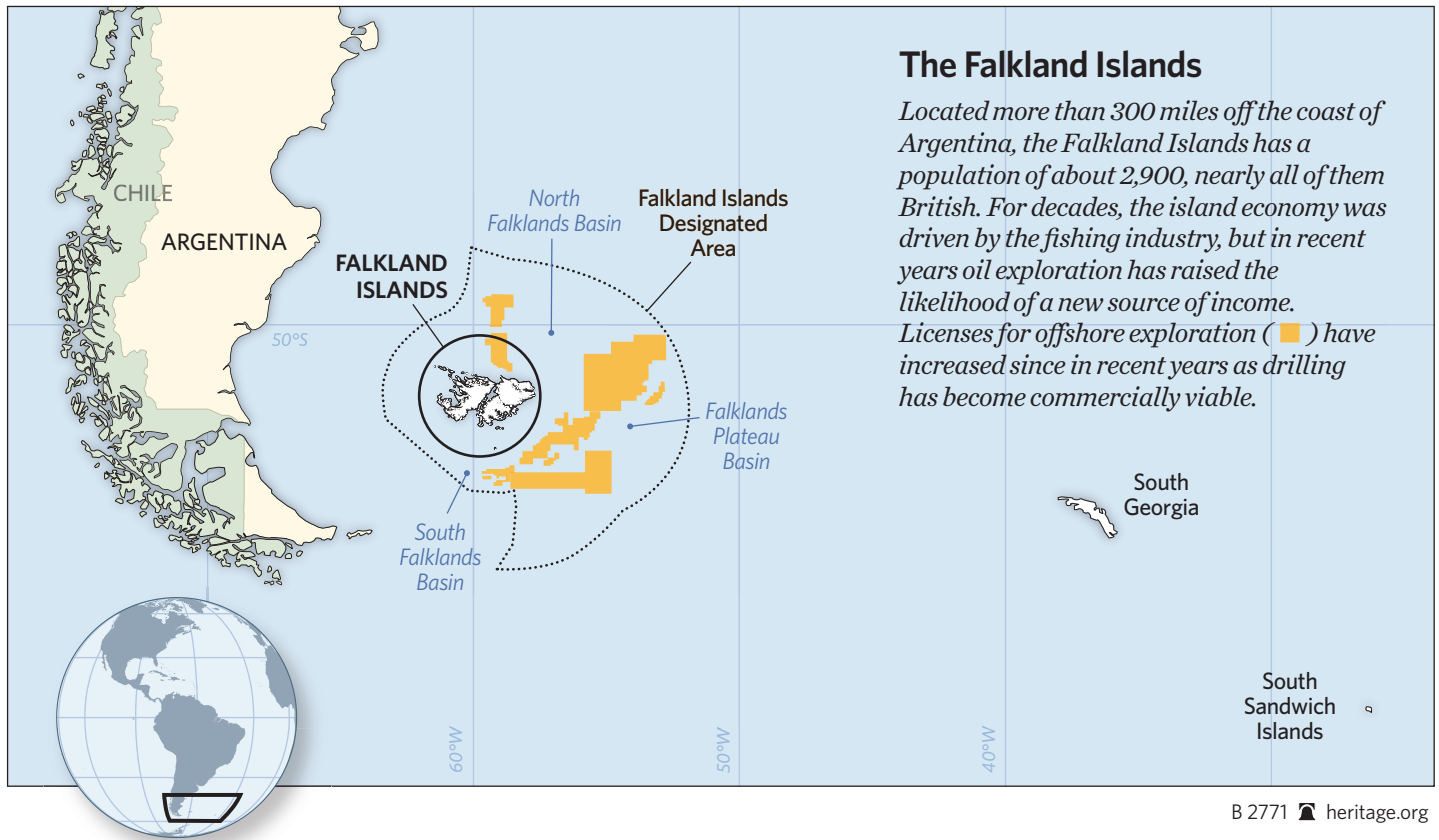 The Falkland Islands
Located more than 300 miles off the coast of
Argentina, the Falkland Islands has a
population of about 2,900, nearly all of them
British. For decades, the island economy was
driven by the fishing industry, but in recent
years oil exploration has raised the
likelihood of a new source of income.
Licenses for offshore exploration ( ) have
increased since in recent years as drilling
has become commercially viable.
CHILE
ARGENTINA
FALKLAND
ISLANDS
North
Falklands Basin
Falkland Islands
Designated
Area
50°S
Falklands
Plateau
Basin
South
Falklands
Basin
South
Georgia
South
Sandwich
Islands
60°W
50°W
40°W
B 2771 heritage.org